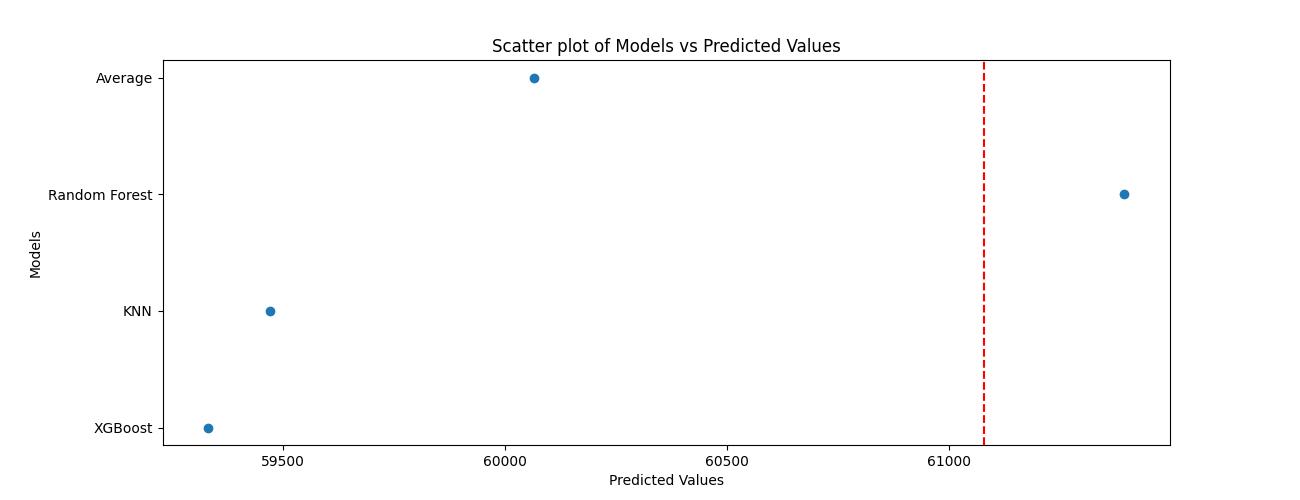 Scatter plot of Models vs Predicted Values
Average
Random Forest
KNN
XGBoost
Models
59500 60000 60500 61000
Predicted Values